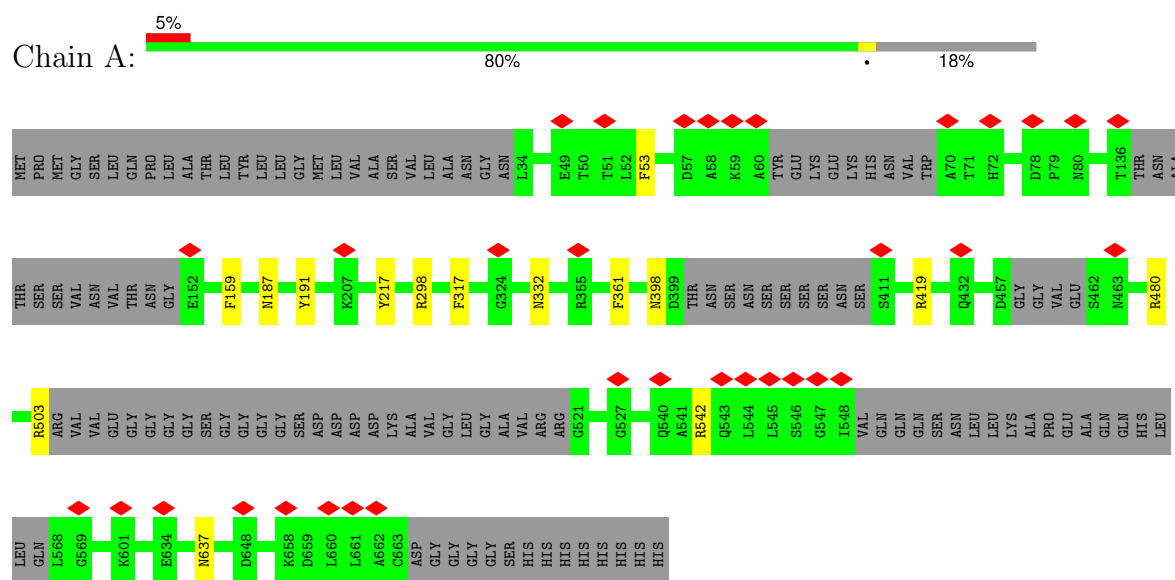 5%
Chain A:
80% • 18%
MET PRO MET GLY SER LEU GLN PRO LEU ALA THR LEU TYR LEU LEU GLY MET LEU VAL ALA SER VAL LEU ALA ASN GLY ASN L34 E49 T50 T51 L52 F53 D57 A58 K59 A60 TYR GLU LYS GLU LYS HIS ASN VAL TRP A70 T71 H72 D78 P79 N80 T136 THR ASN ALA
THR SER SER VAL ASN VAL THR ASN GLY E152 F159 N187 Y191 K207 Y217 R298 F317 G324 N332 R355 F361 N398 D399 THR ASN SER ASN SER SER SER SER ASN SER S411 R419 Q432 D457 GLY GLY VAL GLU S462 N463 R480
R503 ARG VAL VAL GLU GLY GLY GLY GLY SER GLY GLY GLY GLY SER ASP ASP ASP ASP LYS ALA VAL GLY LEU GLY ALA VAL ARG ARG G521 G527 Q540 A541 R542 Q543 L544 L545 S546 G547 I548 VAL GLN GLN GLN SER ASN LEU LEU LYS ALA PRO GLU ALA GLN GLN HIS LEU
LEU GLN L568 G569 K601 E634 N637 D648 K658 D659 L660 L661 A662 C663 ASP GLY GLY GLY GLY SER HIS HIS HIS HIS HIS HIS HIS HIS